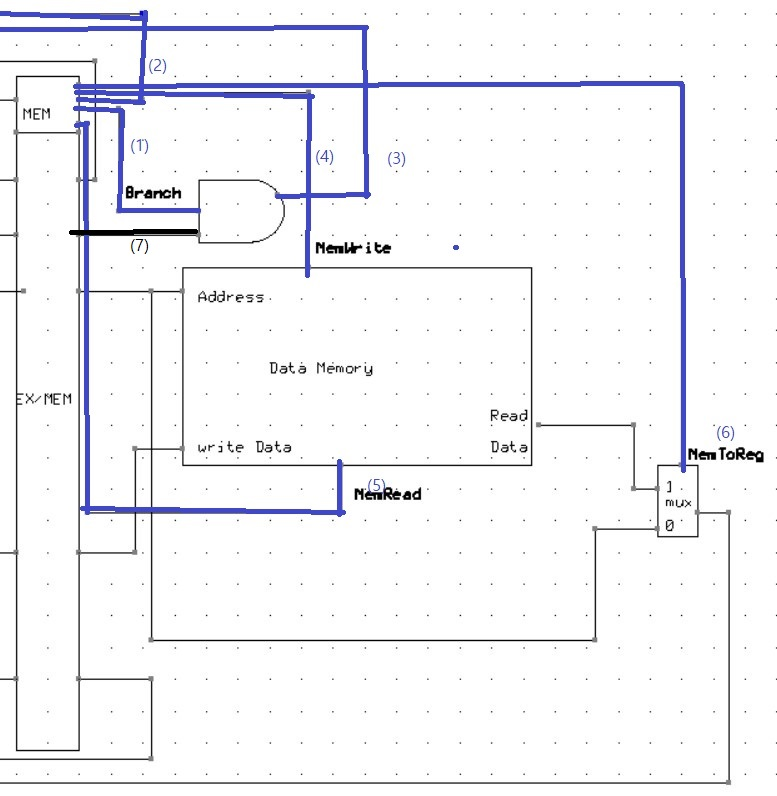 (2)
MEM
(1)
(4)
(3)
Branch
(7)
MemWrite
Address
Data Memory
EX/MEM
Read
Data
write Data
(6)
MemToReg
(5)
MemRead
1
mux
0